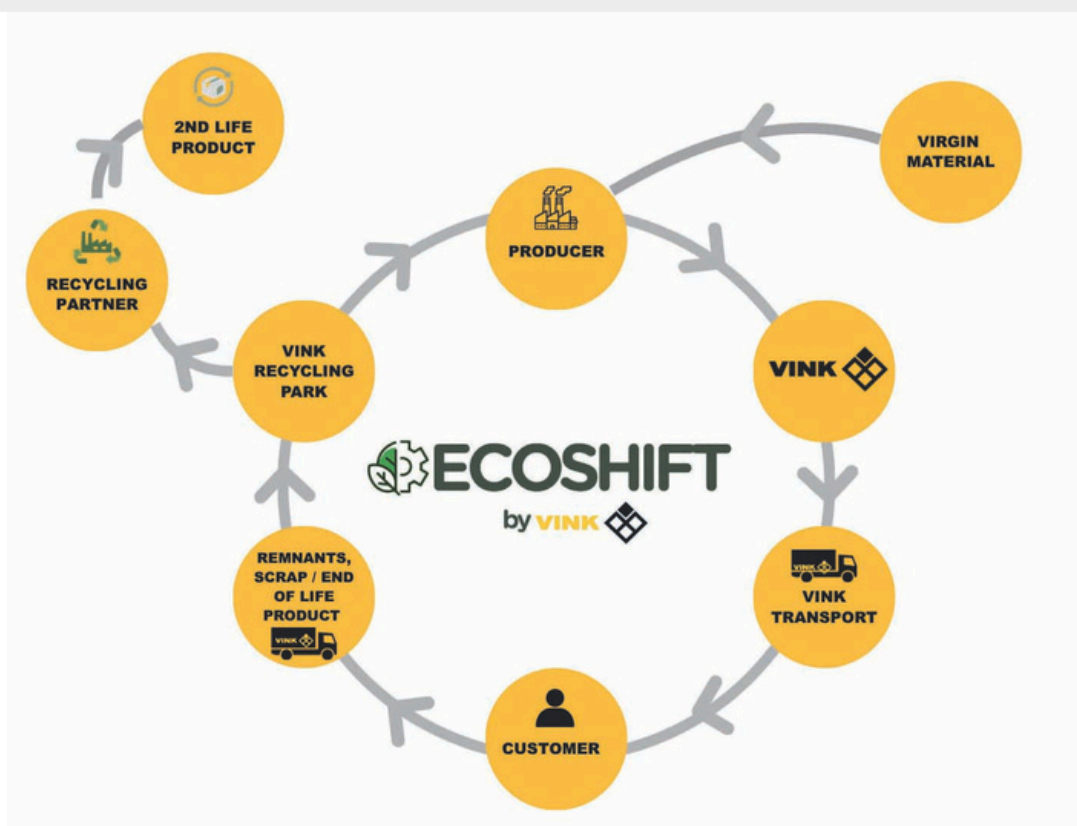 2ND LIFE
PRODUCT
VIRGIN
MATERIAL
PRODUCER
RECYCLING
PARTNER
VINK
RECYCLING
PARK
VINK
ECOSHIFT
by VINK
REMNANTS,
SCRAP / END
OF LIFE
PRODUCT
VINK
VINK
VINK
TRANSPORT
CUSTOMER